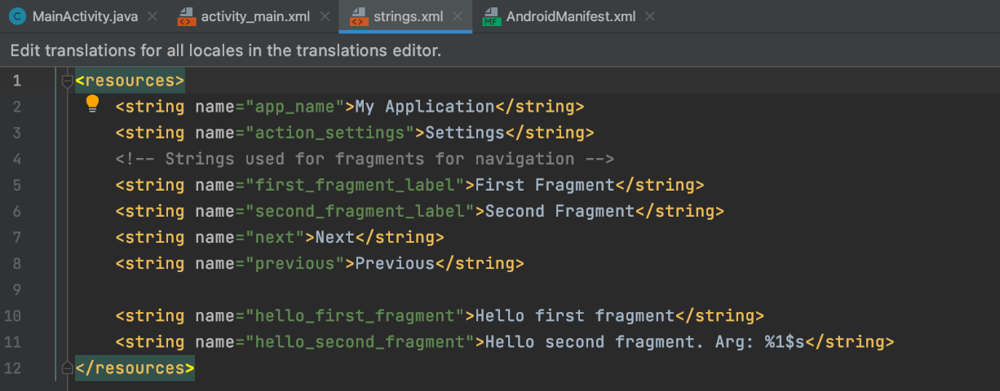 MainActivity.java activity_main.xml strings.xml AndroidManifest.xml
Edit translations for all locales in the translations editor.
1 <resources>
2 <string name="app_name">My Application</string>
3 <string name="action_settings">Settings</string>
4 <!-- Strings used for fragments for navigation -->
5 <string name="first_fragment_label">First Fragment</string>
6 <string name="second_fragment_label">Second Fragment</string>
7 <string name="next">Next</string>
8 <string name="previous">Previous</string>
9
10 <string name="hello_first_fragment">Hello first fragment</string>
11 <string name="hello_second_fragment">Hello second fragment. Arg: %1$s</string>
12 </resources>